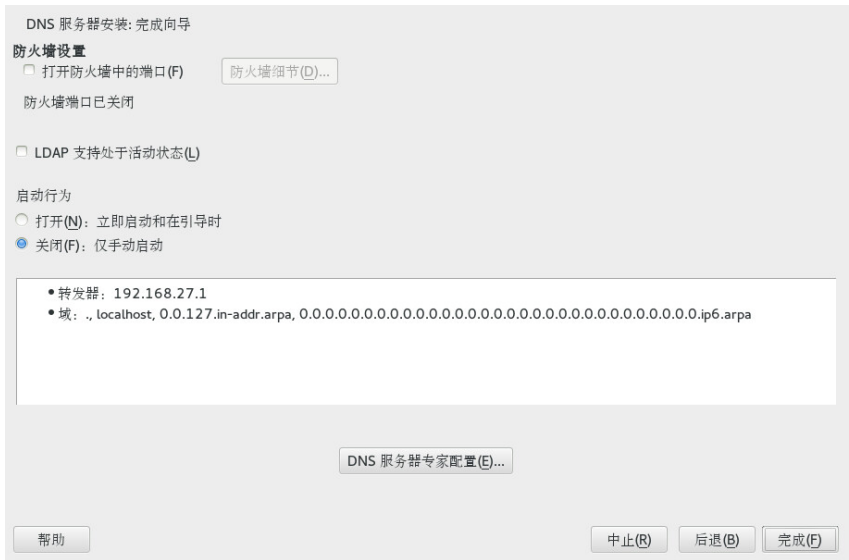 DNS 服务器安装: 完成向导
防火墙设置
打开防火墙中的端口(F) 防火墙细节(D)...
防火墙端口已关闭
LDAP 支持处于活动状态(L)
启动行为
打开(N)：立即启动和在引导时
关闭(F)：仅手动启动
• 转发器：192.168.27.1
• 域：., localhost, 0.0.127.in-addr.arpa, 0.0.0.0.0.0.0.0.0.0.0.0.0.0.0.0.0.0.0.0.0.0.0.0.0.0.0.0.0.0.0.ip6.arpa
DNS 服务器专家配置(E)...
帮助 中止(R) 后退(B) 完成(F)